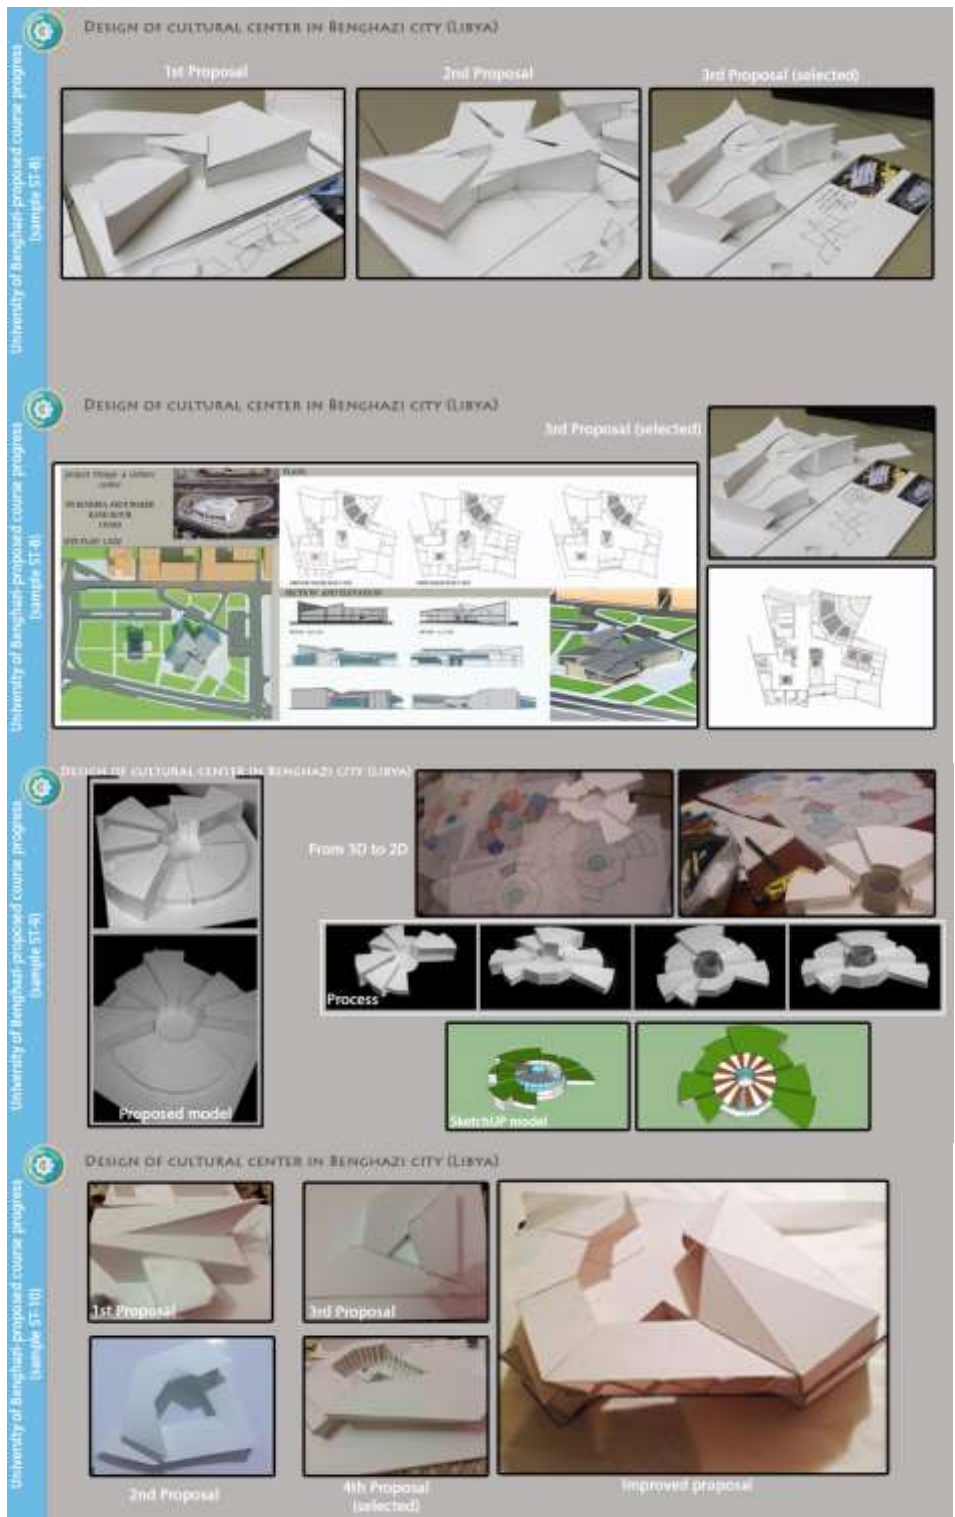 DESIGN OF CULTURAL CENTER IN BENGHAZI CITY (LIBYA)
University of Benghazi-proposed course progress
(sample ST-8)
1st Proposal
2nd Proposal
3rd Proposal (selected)
DESIGN OF CULTURAL CENTER IN BENGHAZI CITY (LIBYA)
University of Benghazi-proposed course progress
(sample ST-8)
3rd Proposal (selected)
center
PLANS
SECTION AND ELEVATION
DESIGN OF CULTURAL CENTER IN BENGHAZI CITY (LIBYA)
University of Benghazi-proposed course progress
(sample ST-9)
From 3D to 2D
Process
Proposed model
SketchUP model
DESIGN OF CULTURAL CENTER IN BENGHAZI CITY (LIBYA)
University of Benghazi-proposed course progress
(sample ST-10)
1st Proposal
3rd Proposal
2nd Proposal
4th Proposal
(selected)
Improved proposal